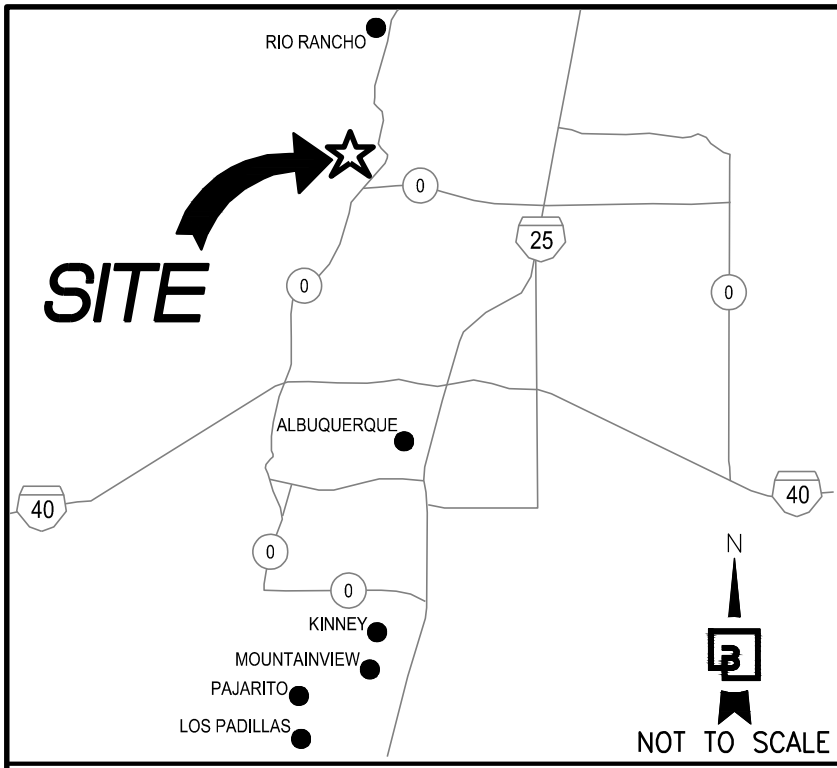 RIO RANCHO
0
25
SITE
0
0
ALBUQUERQUE
40
40
N
0
0
KINNEY
B
MOUNTAINVIEW
PAJARITO
LOS PADILLAS
NOT TO SCALE